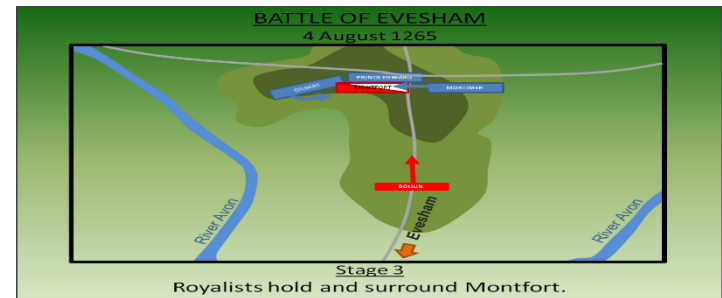 BATTLE OF EVESHAM
4 August 1265
PRINCE EDWARD
GILBERT
MONTFORT
MORTIMER
BOHUN
River Avon
Evesham
River Avon
Stage 3
Royalists hold and surround Montfort.